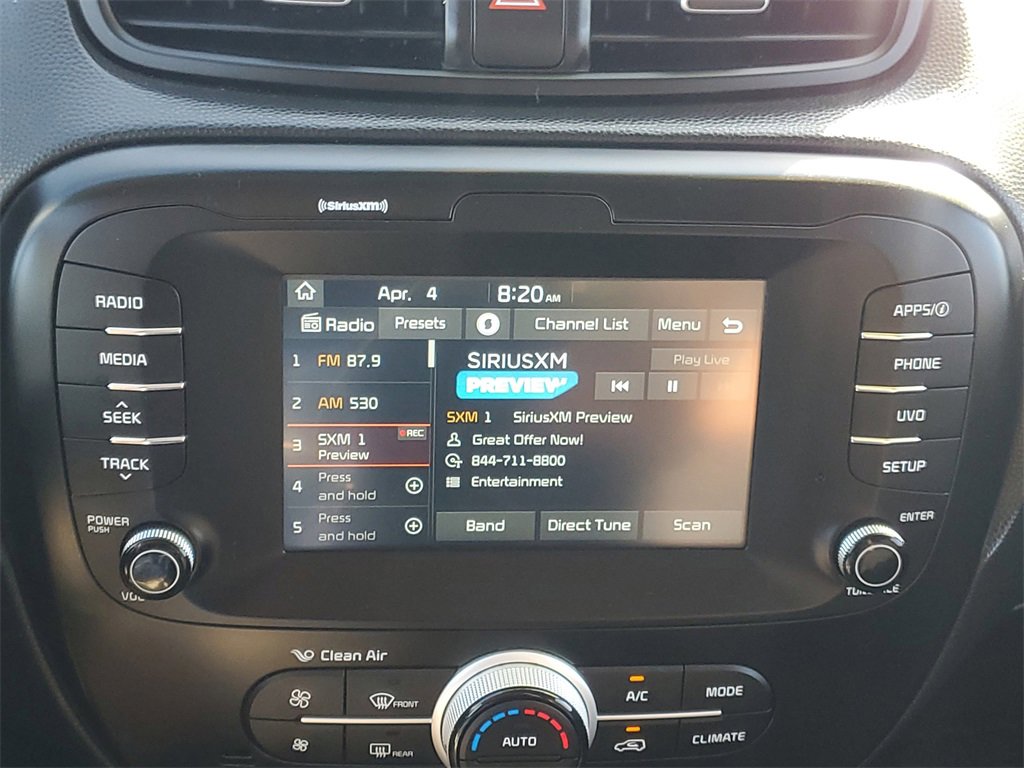 ((SiriusXM))
RADIO
MEDIA
SEEK
TRACK
POWER
PUSH
Apr. 4 8:20 AM
Radio Presets Channel List Menu
1 FM 87.9
2 AM 530
3 SXM 1 REC
Preview
4 Press
and hold
5 Press
and hold
SIRIUSXM
PREVIEW
Play Live
SXM 1 SiriusXM Preview
Great Offer Now!
844-711-8800
Entertainment
Band Direct Tune Scan
APPS/i
PHONE
UVO
SETUP
ENTER
Clean Air
FRONT
REAR
AUTO
A/C
MODE
CLIMATE